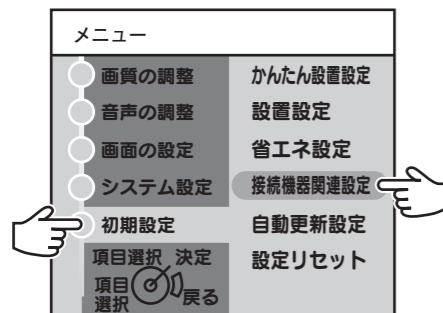 メニュー
画質の調整
音声の調整
画面の設定
システム設定
初期設定
項目選択 決定
項目
選択
戻る
かんたん設置設定
設置設定
省エネ設定
接続機器関連設定
自動更新設定
設定リセット